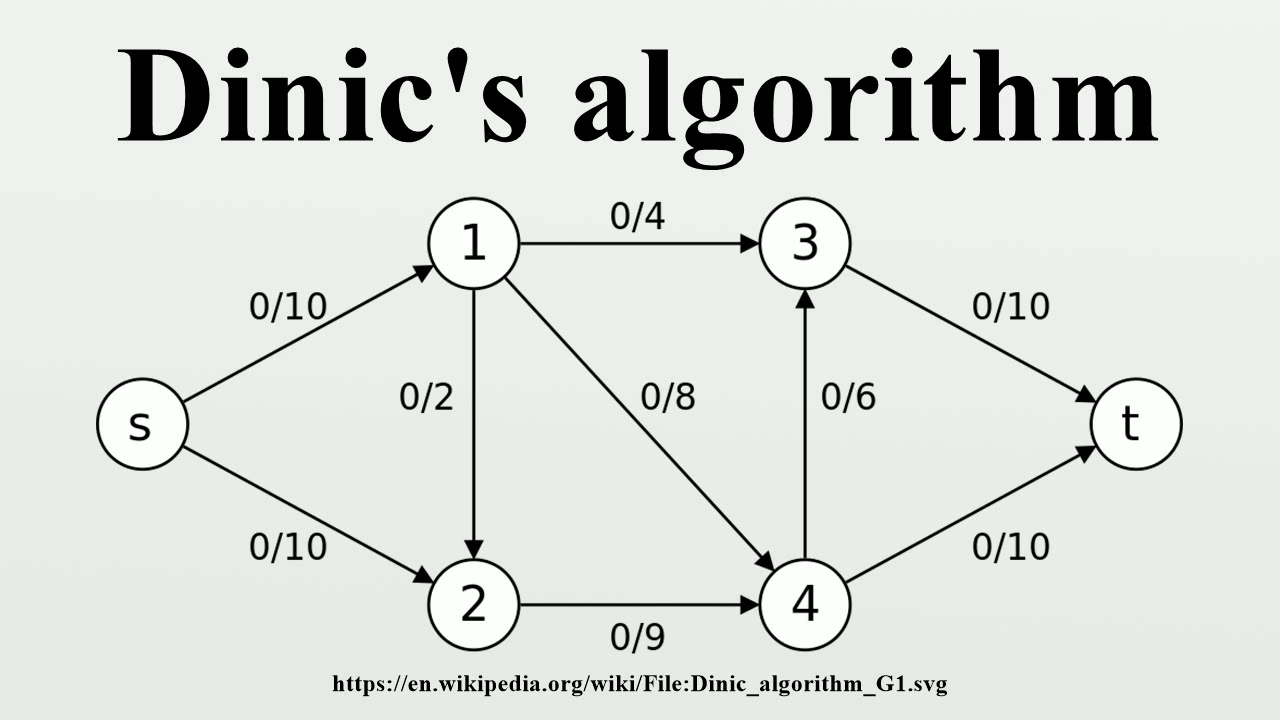 Dinic's algorithm
1 0/4 3
0/10 0/10
0/2 0/8 0/6
s t
0/10 0/10
2 4
0/9
https://en.wikipedia.org/wiki/File:Dinic_algorithm_G1.svg